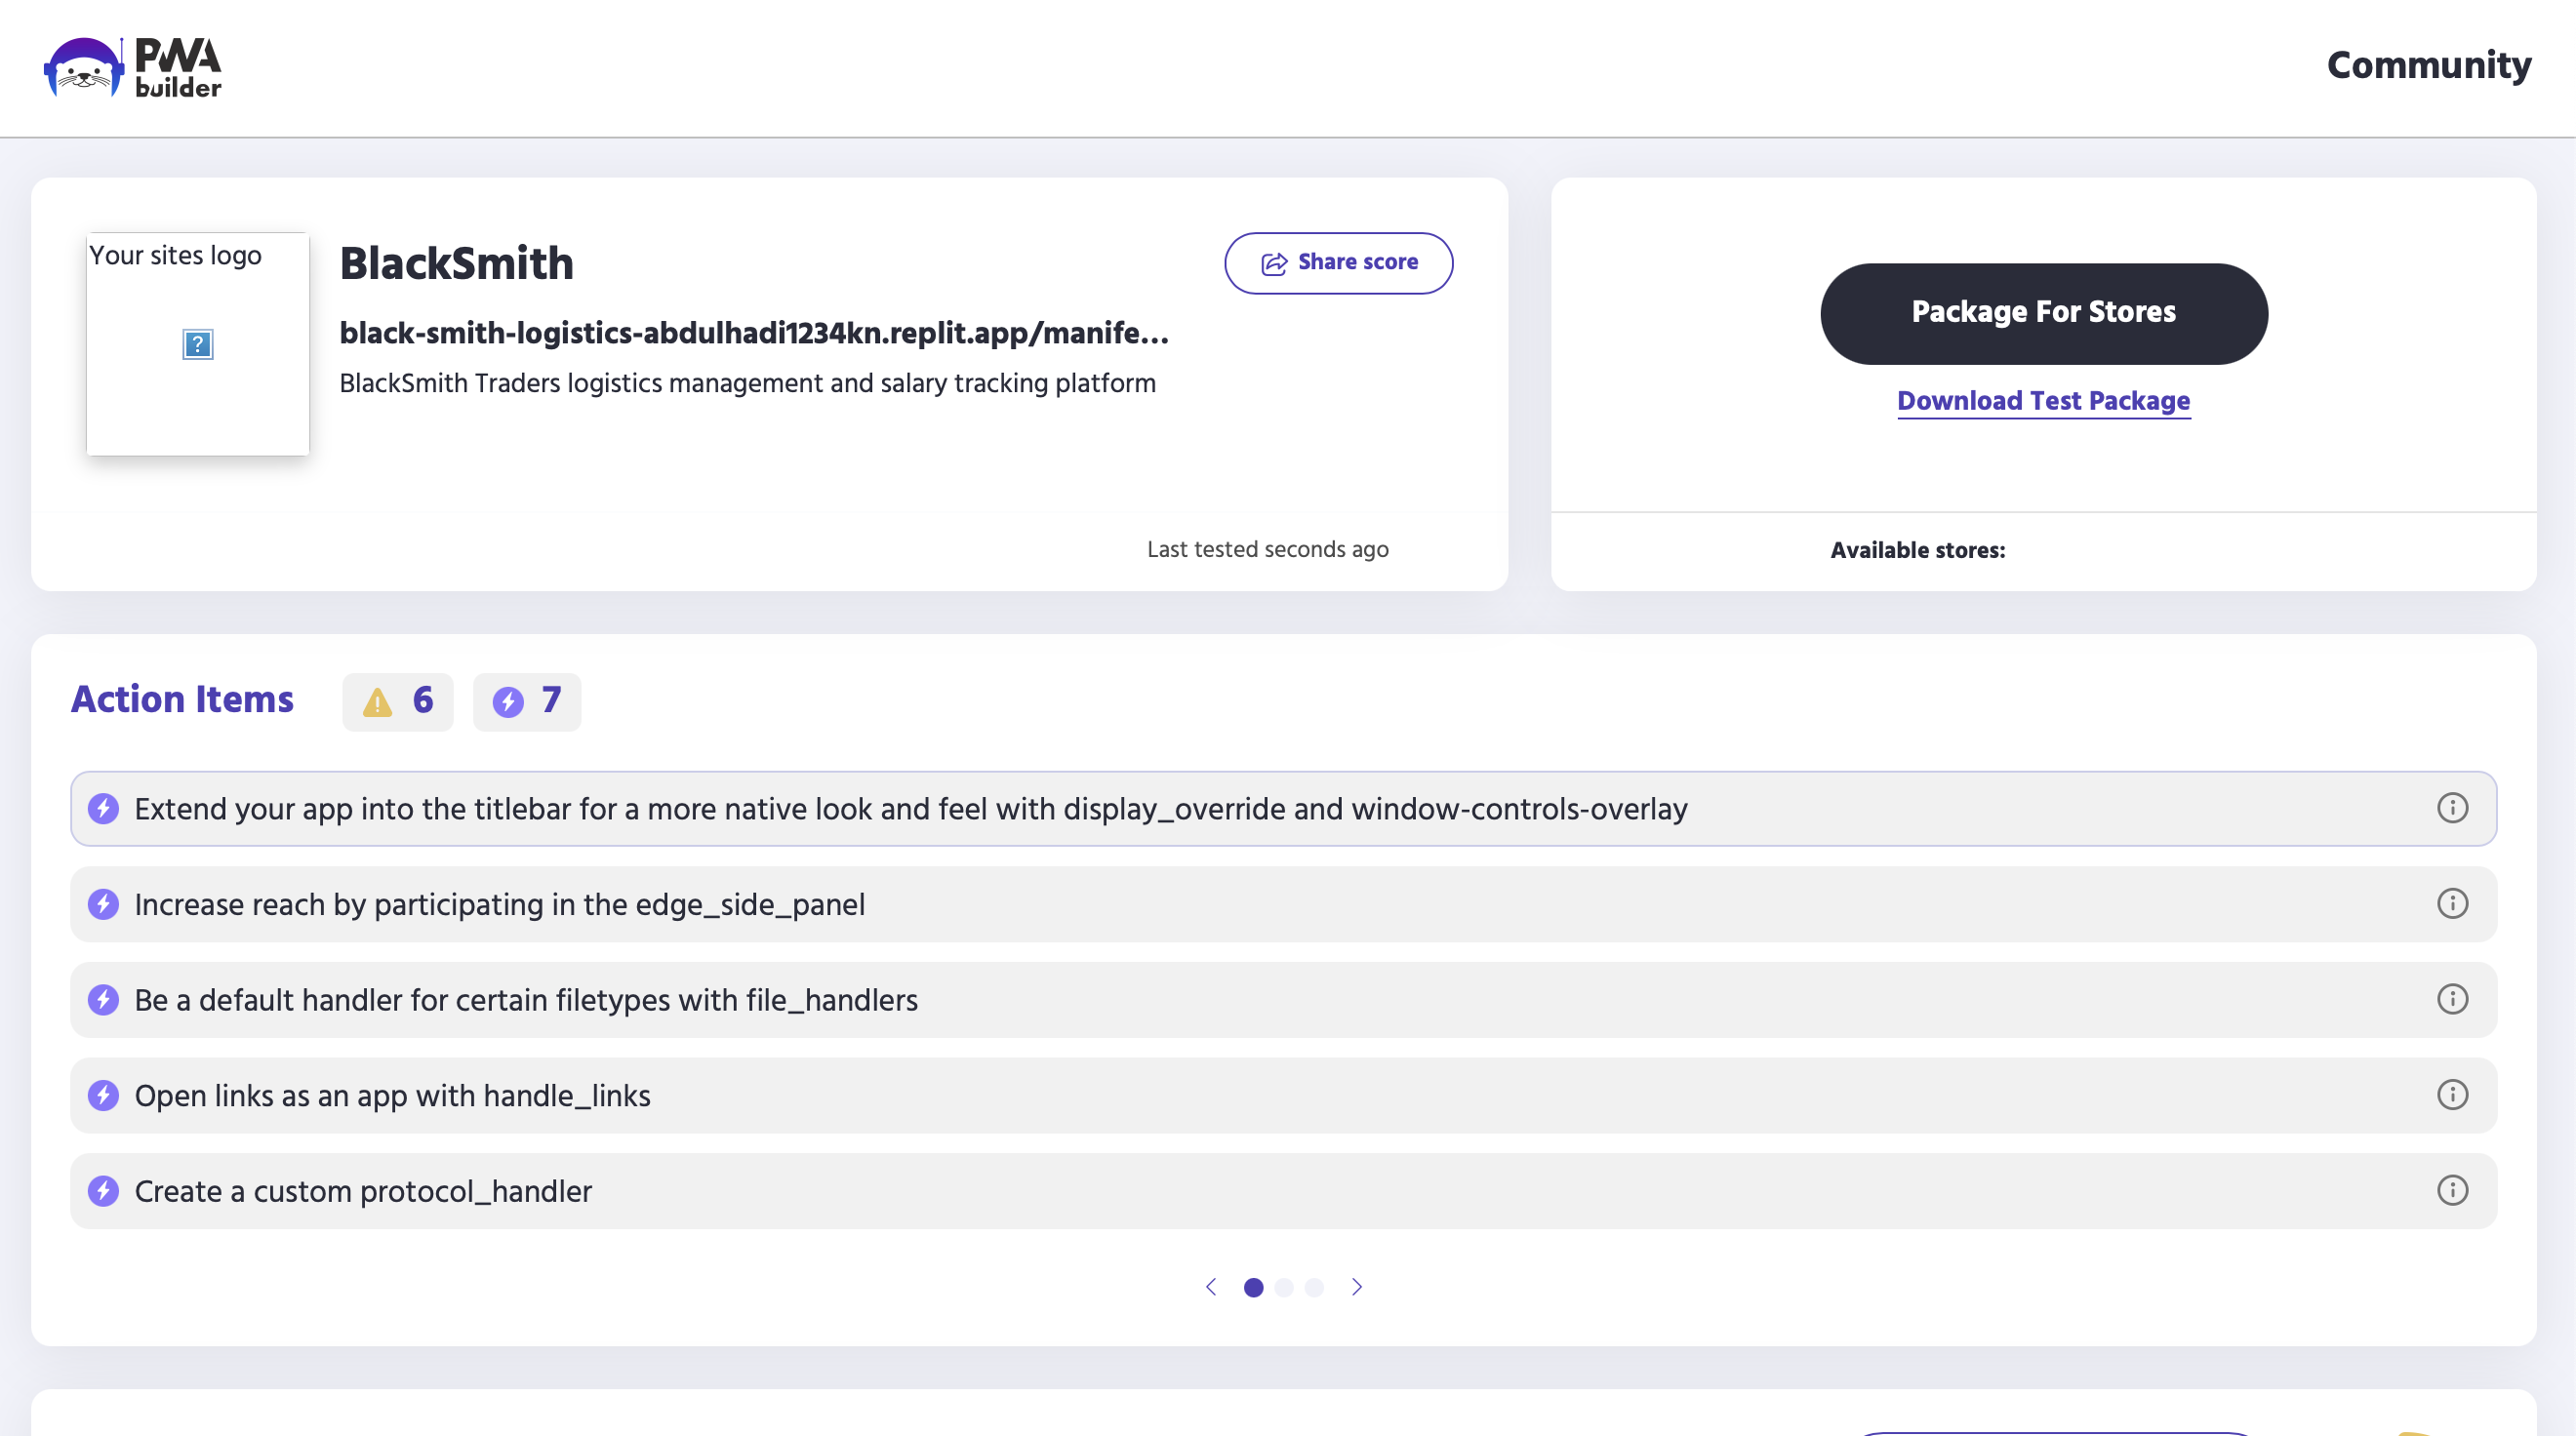 PWA
builder
Community
Your sites logo
?
BlackSmith
Share score
black-smith-logistics-abdulhadi1234kn.replit.app/manife...
BlackSmith Traders logistics management and salary tracking platform
Last tested seconds ago
Package For Stores
Download Test Package
Available stores:
Action Items
6
7
Extend your app into the titlebar for a more native look and feel with display_override and window-controls-overlay
Increase reach by participating in the edge_side_panel
Be a default handler for certain filetypes with file_handlers
Open links as an app with handle_links
Create a custom protocol_handler